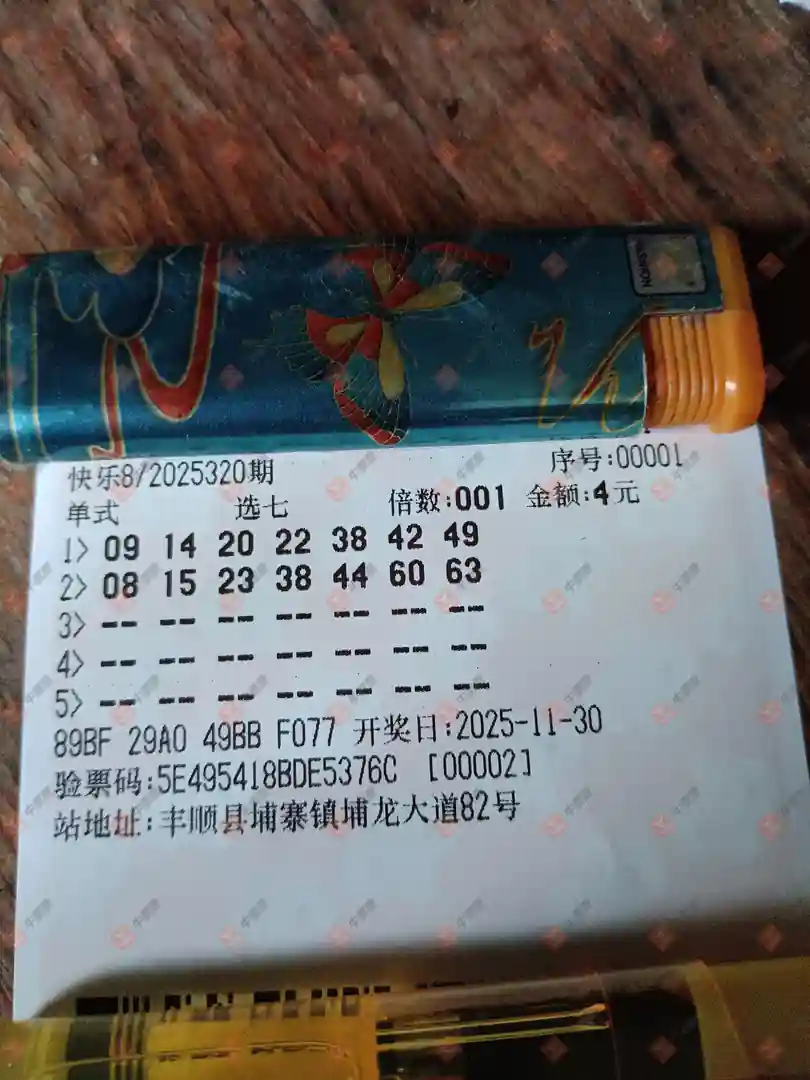 快乐8/2025320期
序号:00001
单式 选七 倍数:001 金额:4元
1> 09 14 20 22 38 42 49
2> 08 15 23 38 44 60 63
3> -- -- -- -- -- -- --
4> -- -- -- -- -- -- --
5> -- -- -- -- -- -- --
89BF 29A0 49BB F077 开奖日:2025-11-30
验票码:5E495418BDE5376C [00002]
站地址:丰顺县埔寨镇埔龙大道82号